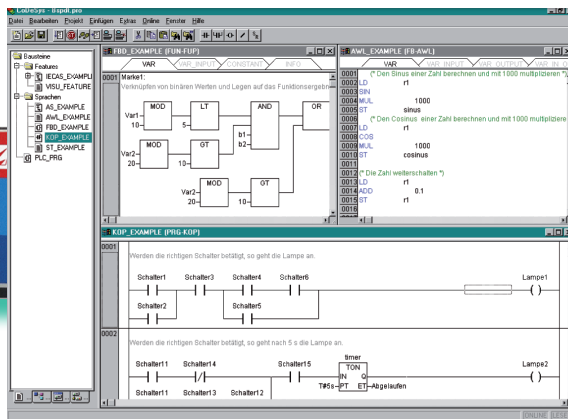 CoDeSys - Bspdl.pro
Datei Bearbeiten Projekt Einfügen Extras Online Fenster Hilfe
Bausteine
Features
IECAS_EXAMPL
VISU_FEATURE
Sprachen
AS_EXAMPLE
AWL_EXAMPLE
FBD_EXAMPLE
KOP_EXAMPLE
ST_EXAMPLE
PLC_PRG
FBD_EXAMPLE (FUN-FUP)
VAR VAR_INPUT CONSTANT INFO
0001 Marke1:
Verknüpfen von binären Werten und Legen auf das Funktionsergebn
MOD LT AND OR
Var1
10 5
b1
b2
MOD GT
Var2
20 10
MOD GT
Var2
20 10
AWL_EXAMPLE (FB-AWL)
VAR VAR_INPUT VAR_OUTPUT VAR_IN_O
0001 (* Den Sinus einer Zahl berechnen und mit 1000 multiplizieren *)
0002 LD r1
0003 SIN
0004 MUL 1000
0005 ST sinus
0006 (* Den Cosinus einer Zahl berechnen und mit 1000 multipliziere
0007 LD r1
0008 COS
0009 MUL 1000
0010 ST cosinus
0011
0012 (* Die Zahl weiterschalten *)
0013 LD r1
0014 ADD 0.1
0015 ST r1
0016
KOP_EXAMPLE (PRG-KOP)
0001
Werden die richtigen Schalter betätigt, so geht die Lampe an.
Schalter1 Schalter3 Schalter4 Schalter6 Lampe1
Schalter2 Schalter5
0002
Werden die richtigen Schalter betätigt, so geht nach 5 s die Lampe an.
Schalter11 Schalter14 Schalter15 timer Lampe2
TON
IN Q
T#5s PT ET Abgelaufen
Schalter11 Schalter13 Schalter12
ONLINE LESE